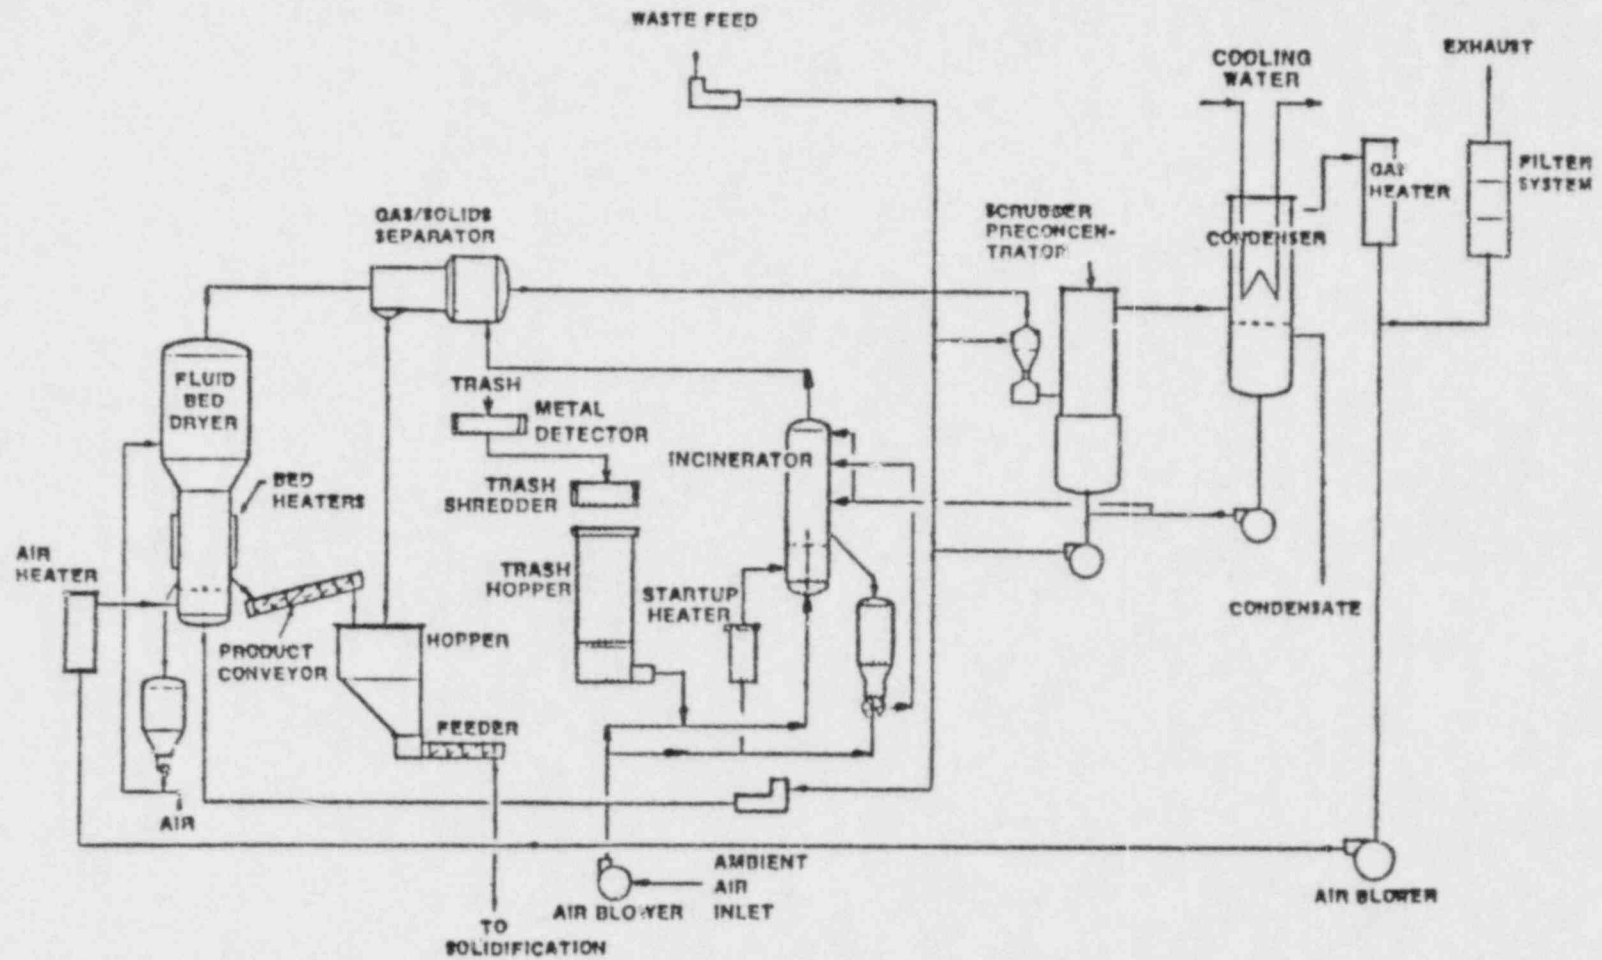 WASTE FEED
EXHAUST
COOLING
WATER
GAS
HEATER
FILTER
SYSTEM
GAS/SOLIDS
SEPARATOR
SCRUBBER
PRECONCEN-
TRATOR
CONDENSER
FLUID
BED
DRYER
TRASH
METAL
DETECTOR
INCINERATOR
BED
HEATERS
TRASH
SHREDDER
AIR
HEATER
TRASH
HOPPER
STARTUP
HEATER
CONDENSATE
PRODUCT
CONVEYOR
HOPPER
FEEDER
AIR
AMBIENT
AIR
INLET
AIR BLOWER
AIR BLOWER
TO
SOLIDIFICATION